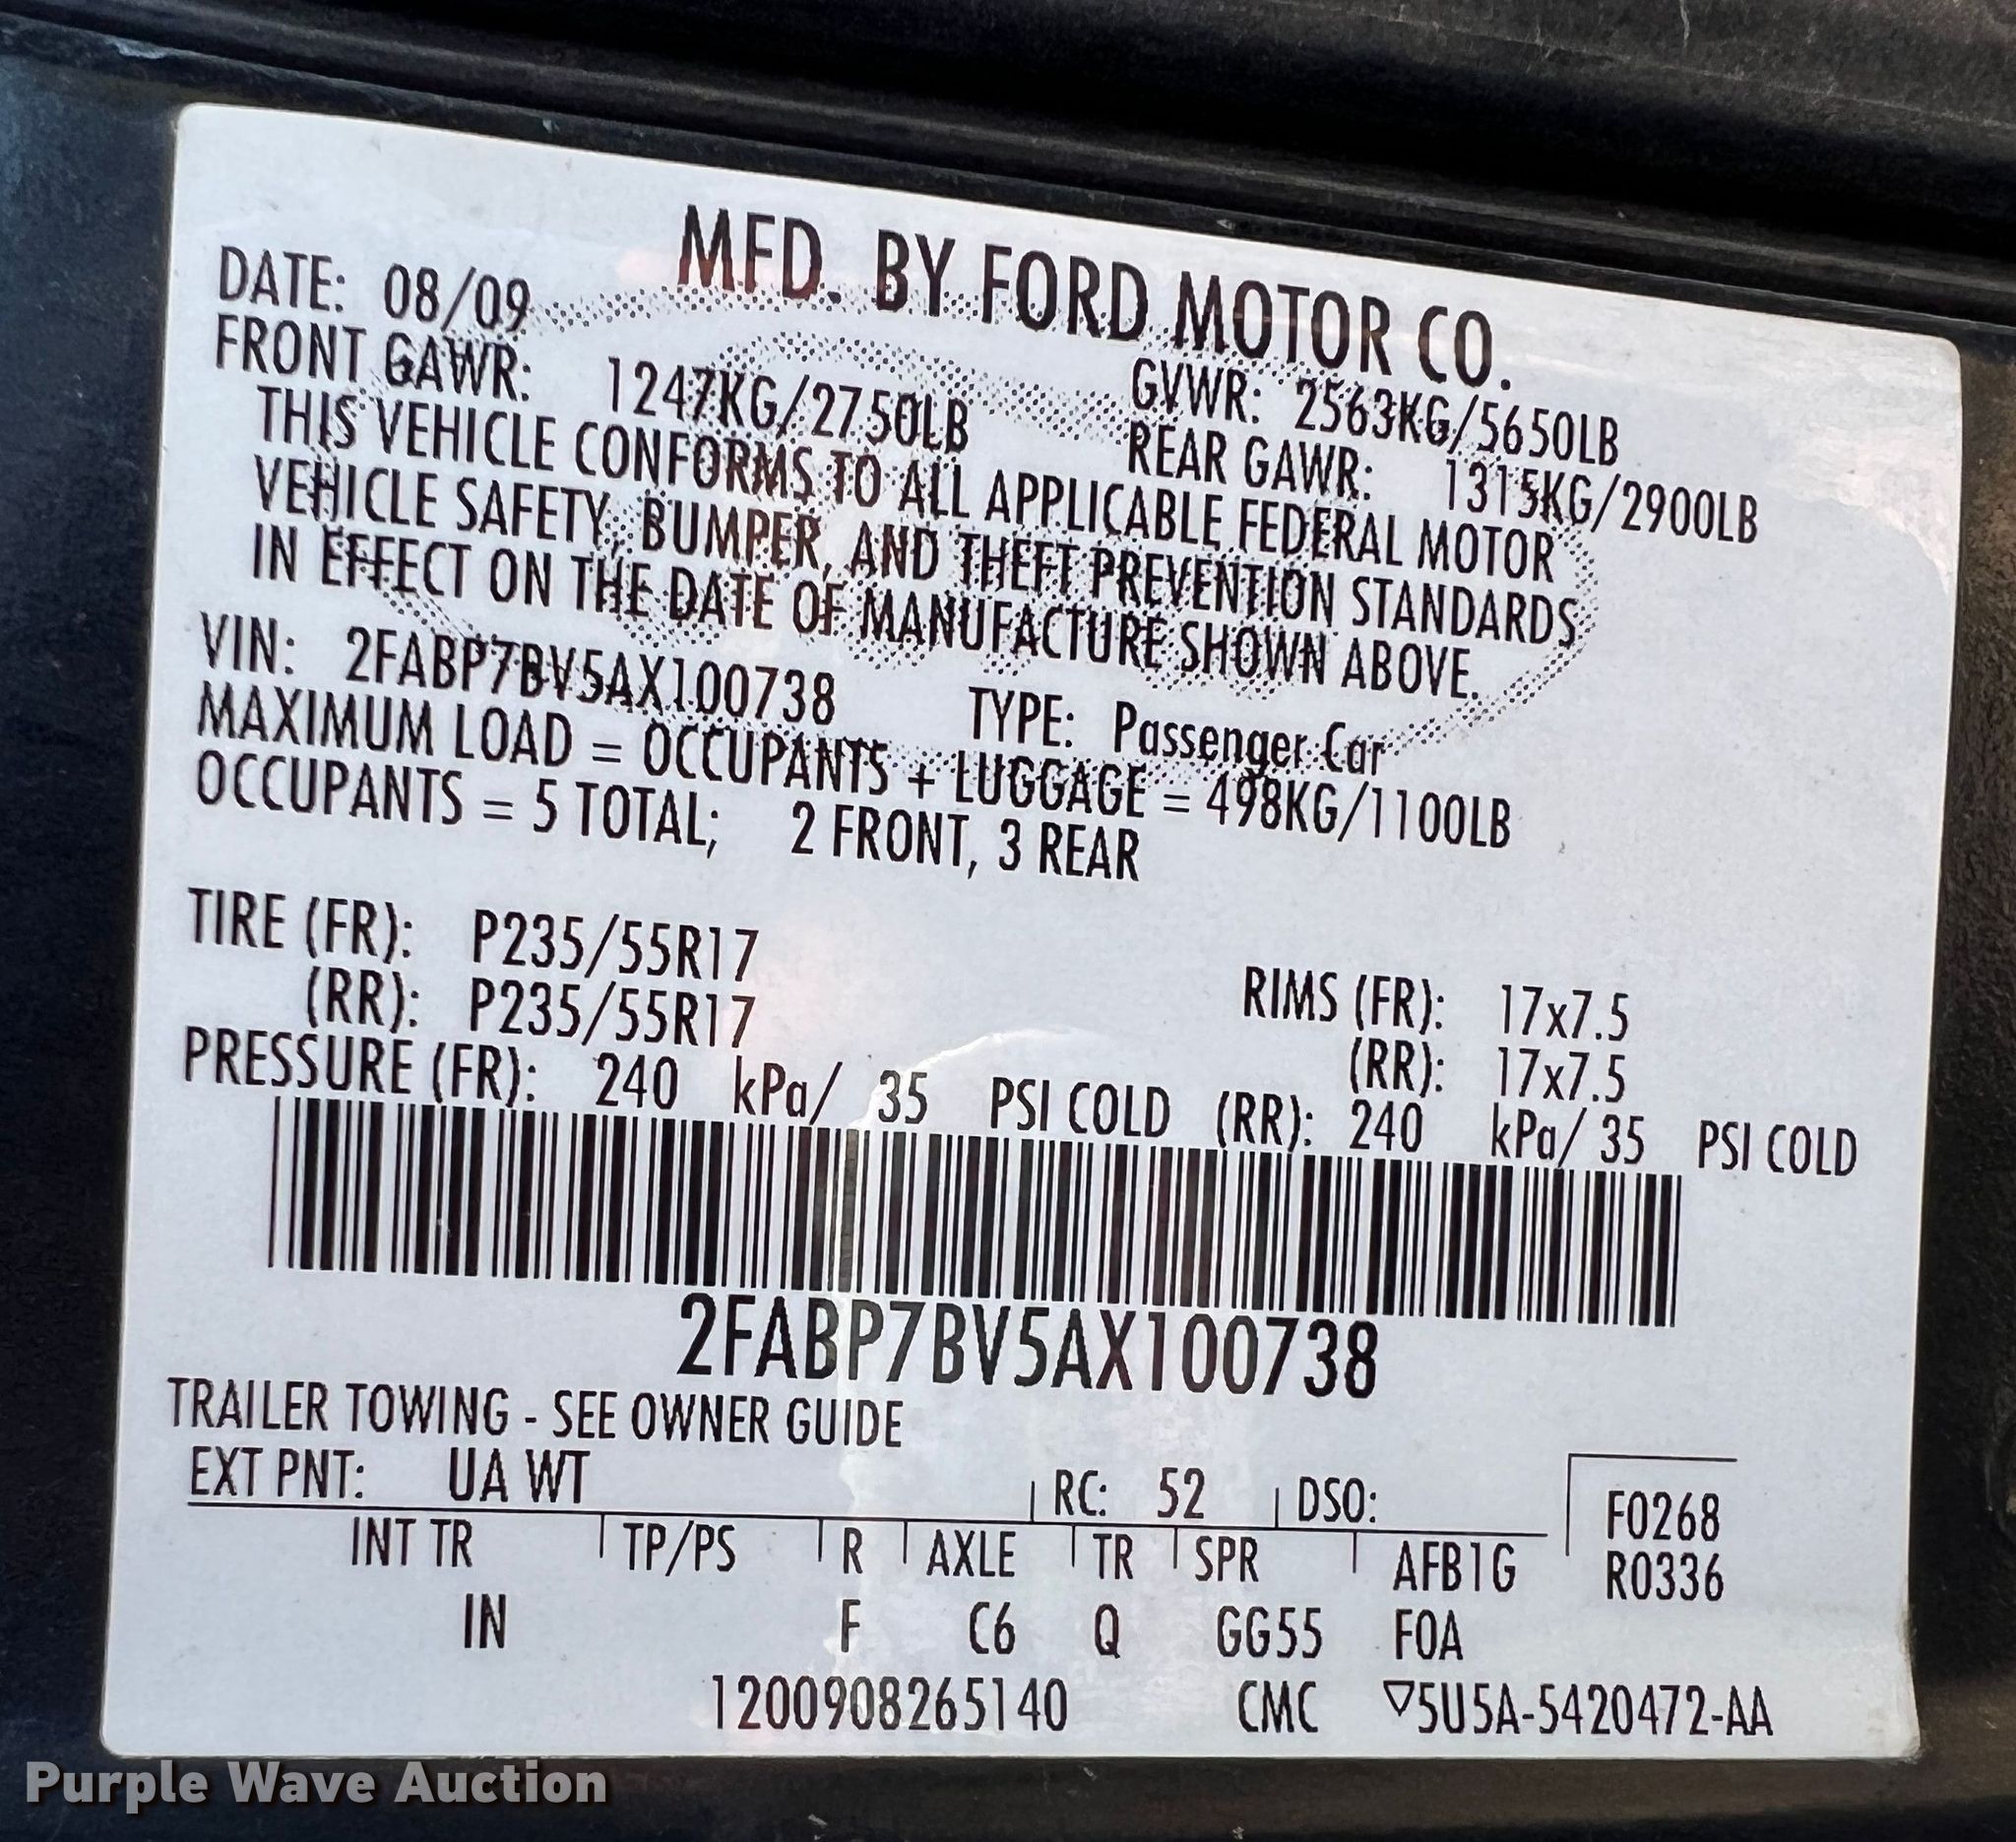 MFD. BY FORD MOTOR CO.
DATE: 08/09 GVWR: 2563KG/5650LB
FRONT GAWR: 1247KG/2750LB REAR GAWR: 1315KG/2900LB
THIS VEHICLE CONFORMS TO ALL APPLICABLE FEDERAL MOTOR
VEHICLE SAFETY, BUMPER, AND THEFT PREVENTION STANDARDS
IN EFFECT ON THE DATE OF MANUFACTURE SHOWN ABOVE.
VIN: 2FABP7BV5AX100738 TYPE: Passenger Car
MAXIMUM LOAD = OCCUPANTS + LUGGAGE = 498KG/1100LB
OCCUPANTS = 5 TOTAL; 2 FRONT, 3 REAR
TIRE (FR): P235/55R17 RIMS (FR): 17x7.5
(RR): P235/55R17 (RR): 17x7.5
PRESSURE (FR): 240 kPa/ 35 PSI COLD (RR): 240 kPa/ 35 PSI COLD
2FABP7BV5AX100738
TRAILER TOWING - SEE OWNER GUIDE
EXT PNT: UA WT RC: 52 DSO: F0268
INT TR TP/PS R AXLE TR SPR AFB1G R0336
IN F C6 Q GG55 FOA
1200908265140 CMC ▽5U5A-5420472-AA
Purple Wave Auction